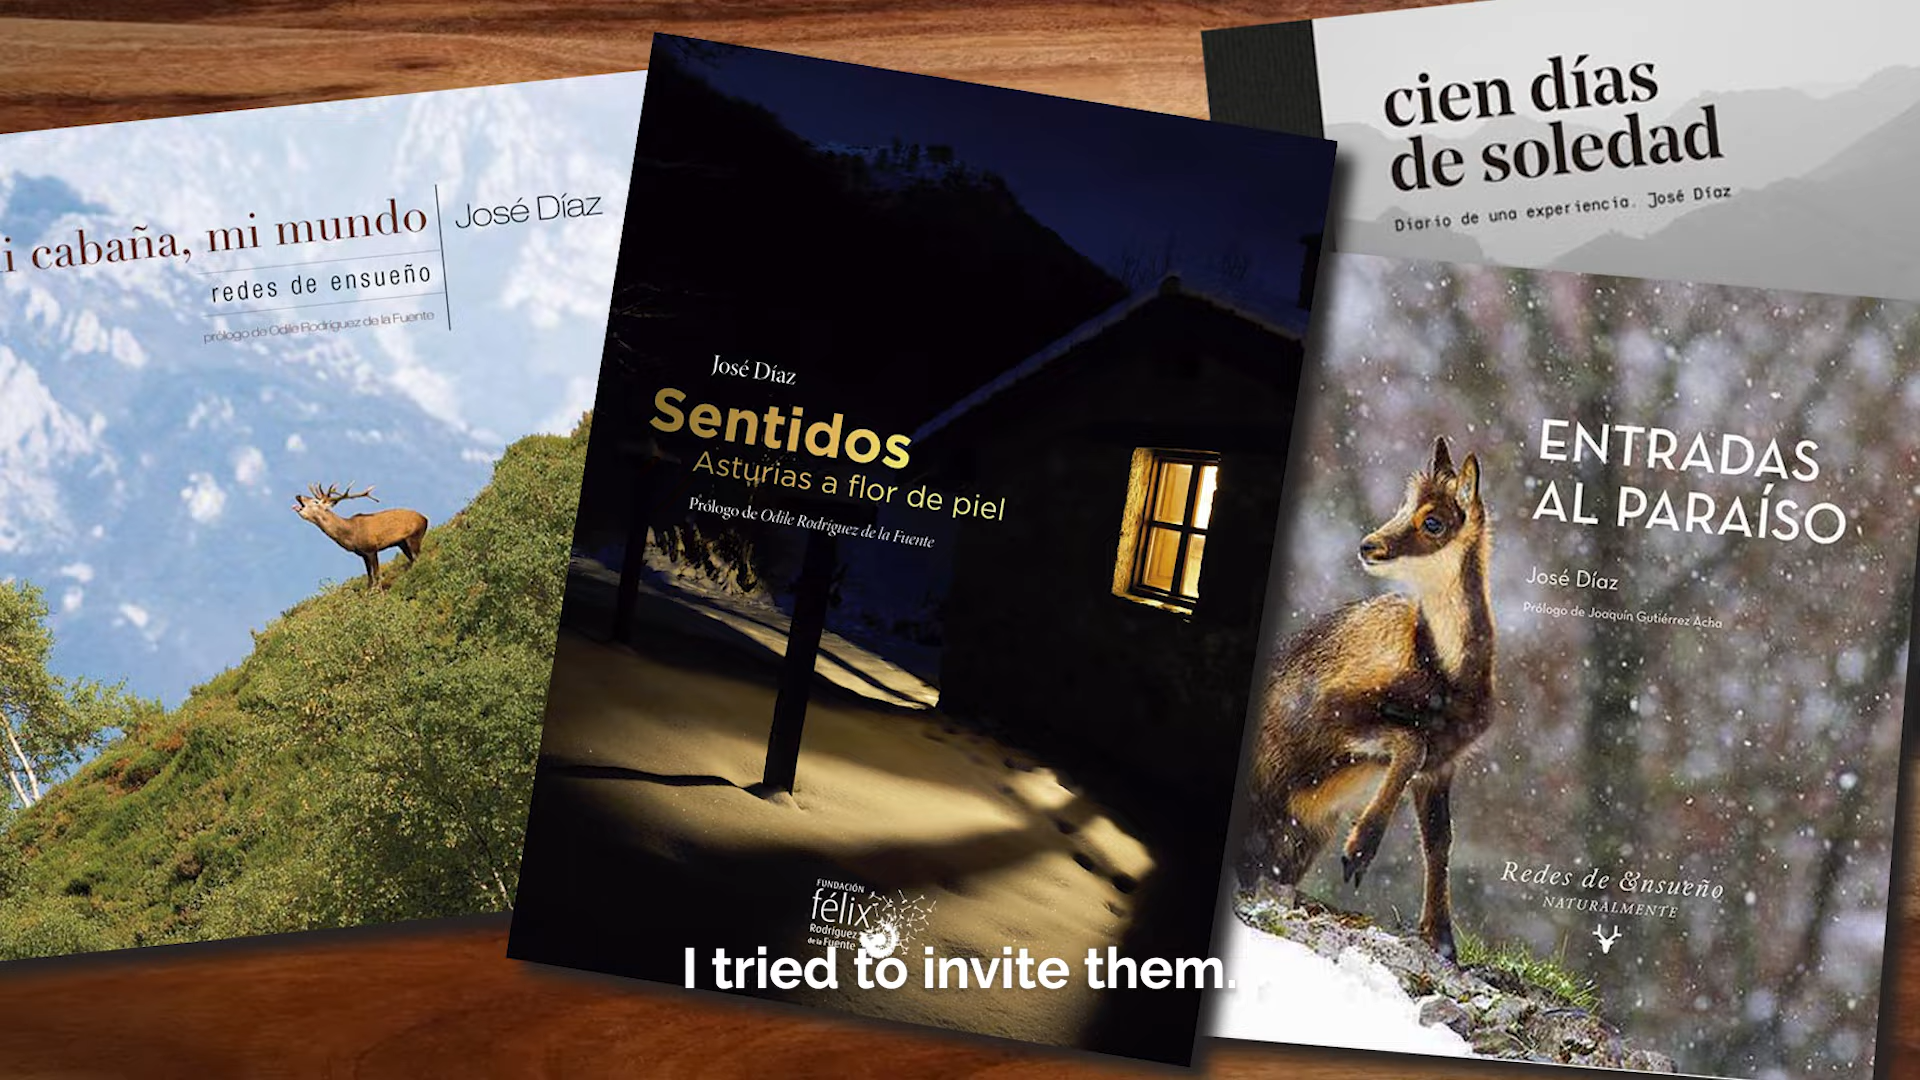 i cabaña, mi mundo
José Díaz
redes de ensueño
prólogo de Odile Rodríguez de la Fuente
José Díaz
Sentidos
Asturias a flor de piel
Prólogo de Odile Rodríguez de la Fuente
FUNDACIÓN
félix
Rodríguez
de la Fuente
cien días
de soledad
Diario de una experiencia. José Díaz
ENTRADAS
AL PARAÍSO
José Díaz
Prólogo de Joaquín Gutiérrez Acha
Redes de Ensueño
NATURALMENTE
I tried to invite them.